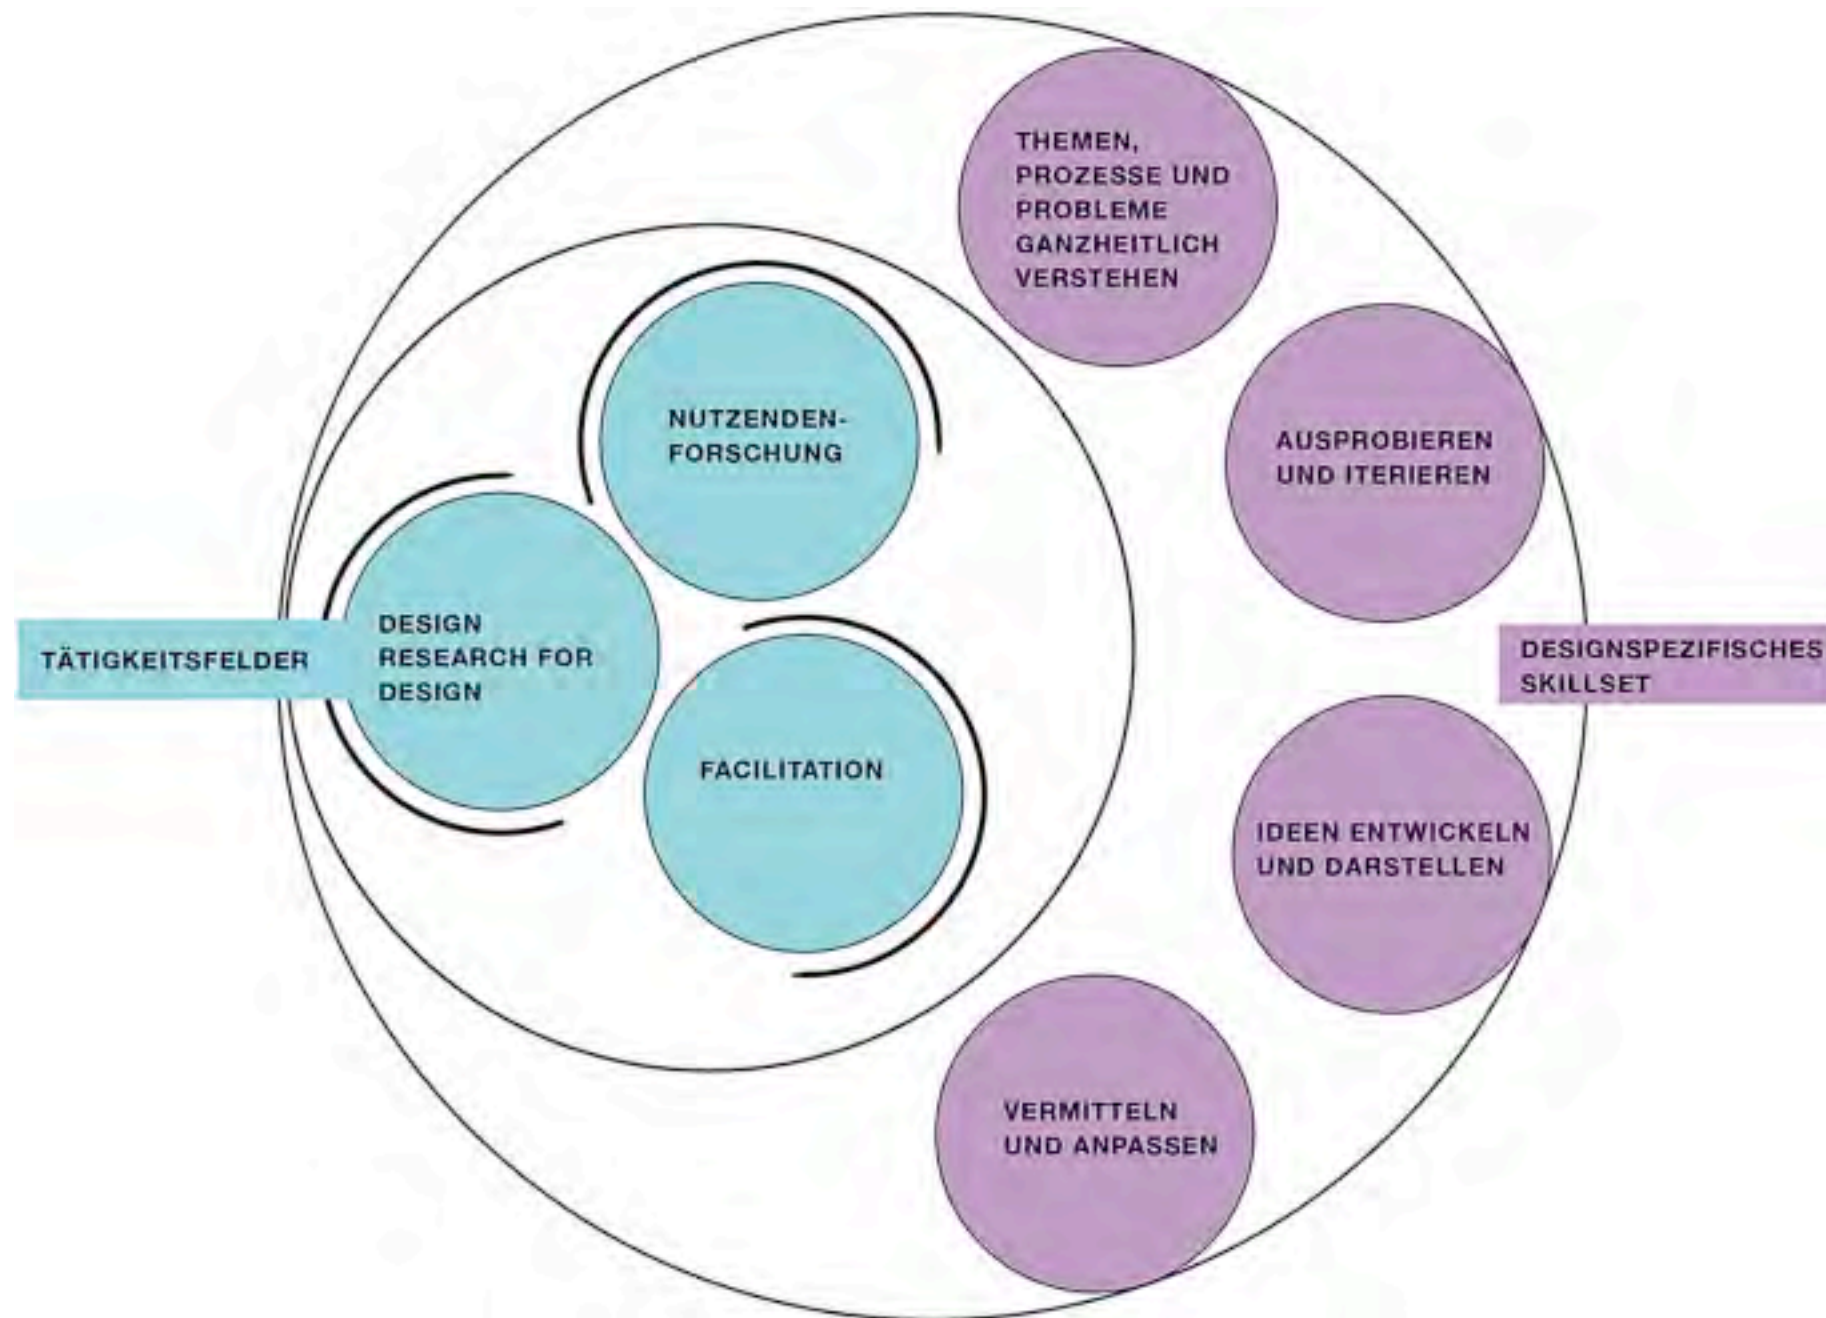 THEMEN,
PROZESSE UND
PROBLEME
GANZHEITLICH
VERSTEHEN
NUTZENDEN-
FORSCHUNG
AUSPROBIEREN
UND ITERIEREN
TÄTIGKEITSFELDER
DESIGN
RESEARCH FOR
DESIGN
DESIGNSPEZIFISCHES
SKILLSET
FACILITATION
IDEEN ENTWICKELN
UND DARSTELLEN
VERMITTELN
UND ANPASSEN